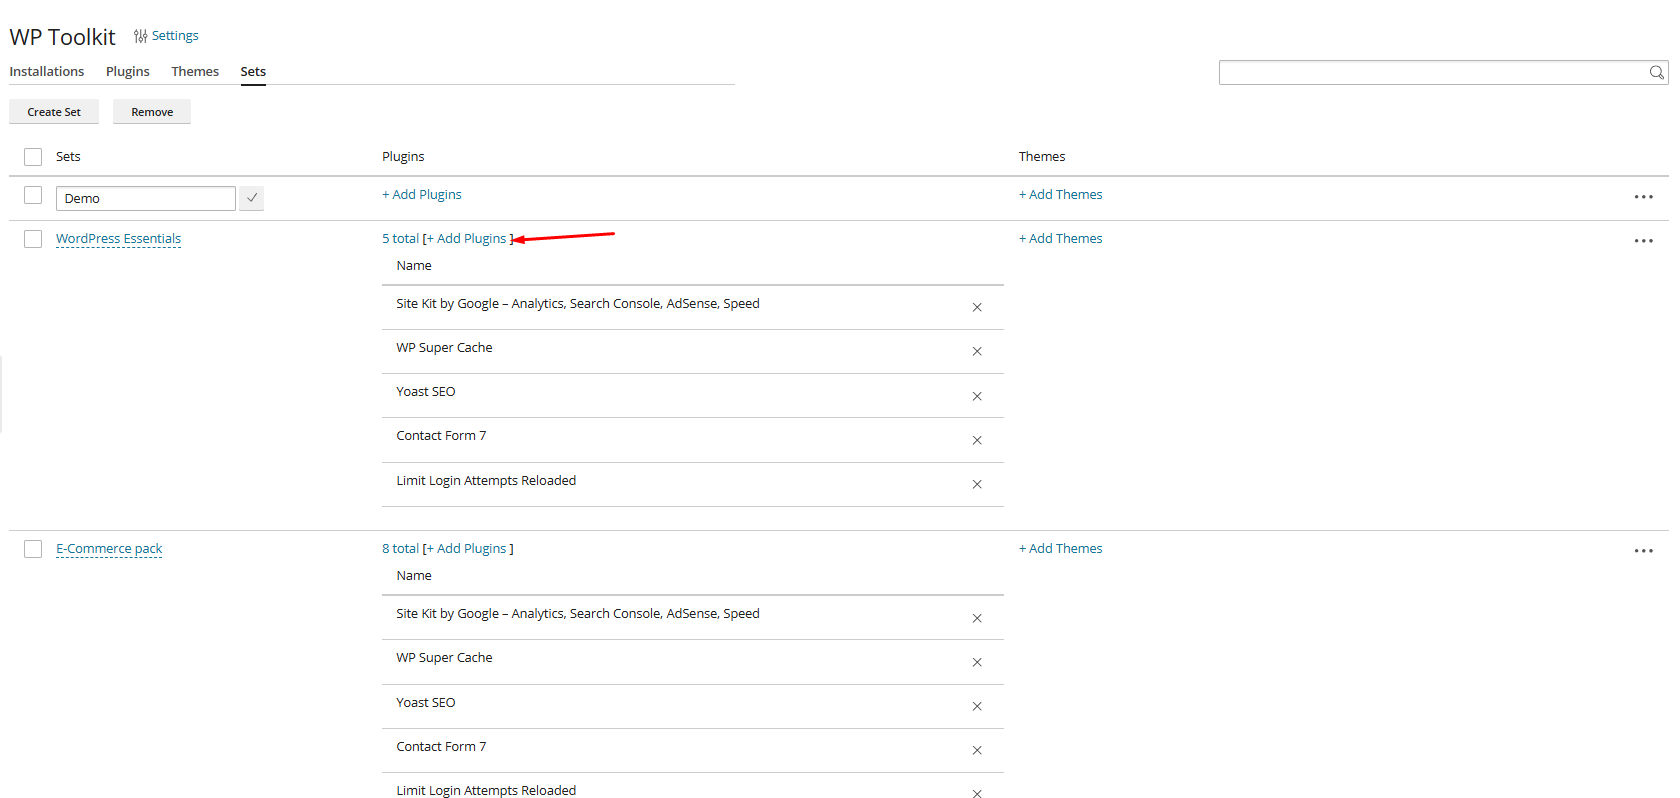 WP Toolkit Settings
Installations Plugins Themes Sets
Create Set Remove
Sets Plugins Themes
Demo + Add Plugins + Add Themes
WordPress Essentials 5 total [+ Add Plugins ] + Add Themes
Name
Site Kit by Google – Analytics, Search Console, AdSense, Speed
WP Super Cache
Yoast SEO
Contact Form 7
Limit Login Attempts Reloaded
E-Commerce pack 8 total [+ Add Plugins ] + Add Themes
Name
Site Kit by Google – Analytics, Search Console, AdSense, Speed
WP Super Cache
Yoast SEO
Contact Form 7
Limit Login Attempts Reloaded